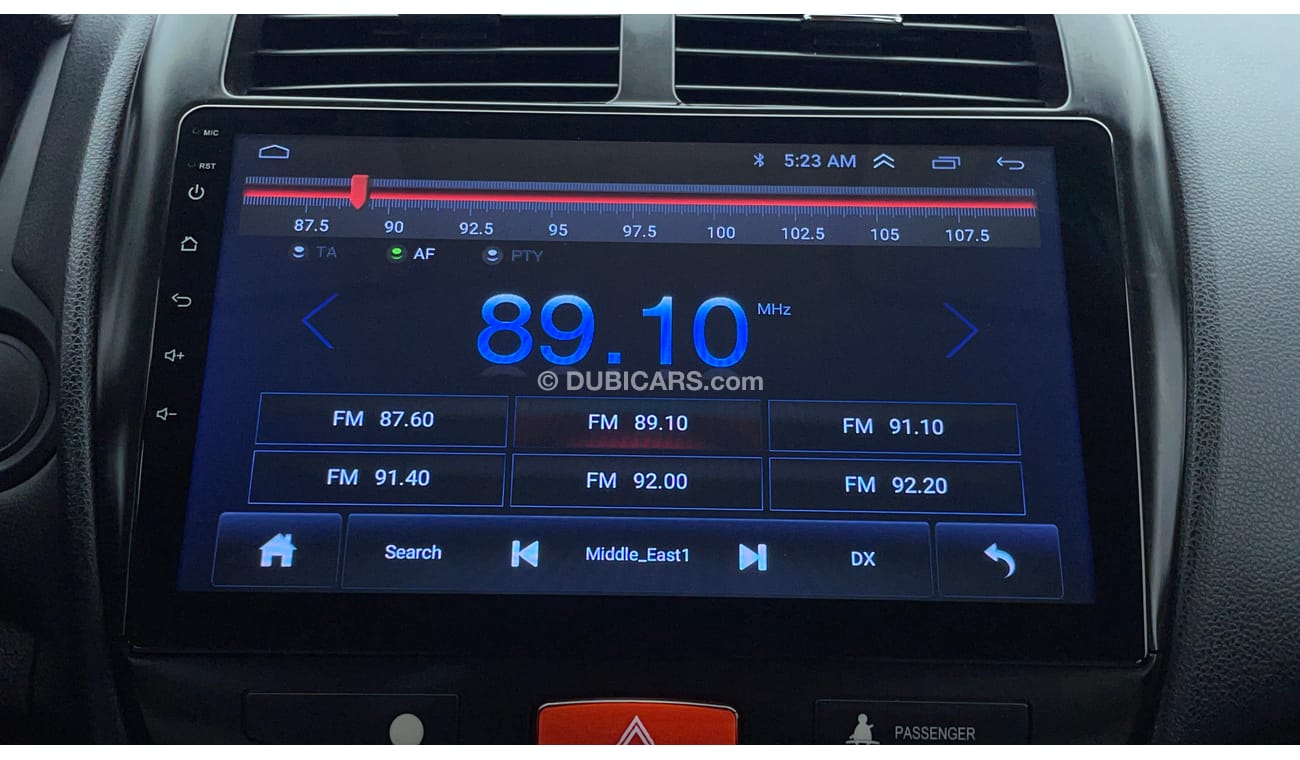 MIC
RST
5:23 AM
87.5 90 92.5 95 97.5 100 102.5 105 107.5
TA AF PTY
89.10 MHz
© DUBICARS.com
FM 87.60 FM 89.10 FM 91.10
FM 91.40 FM 92.00 FM 92.20
Search Middle_East1 DX
PASSENGER